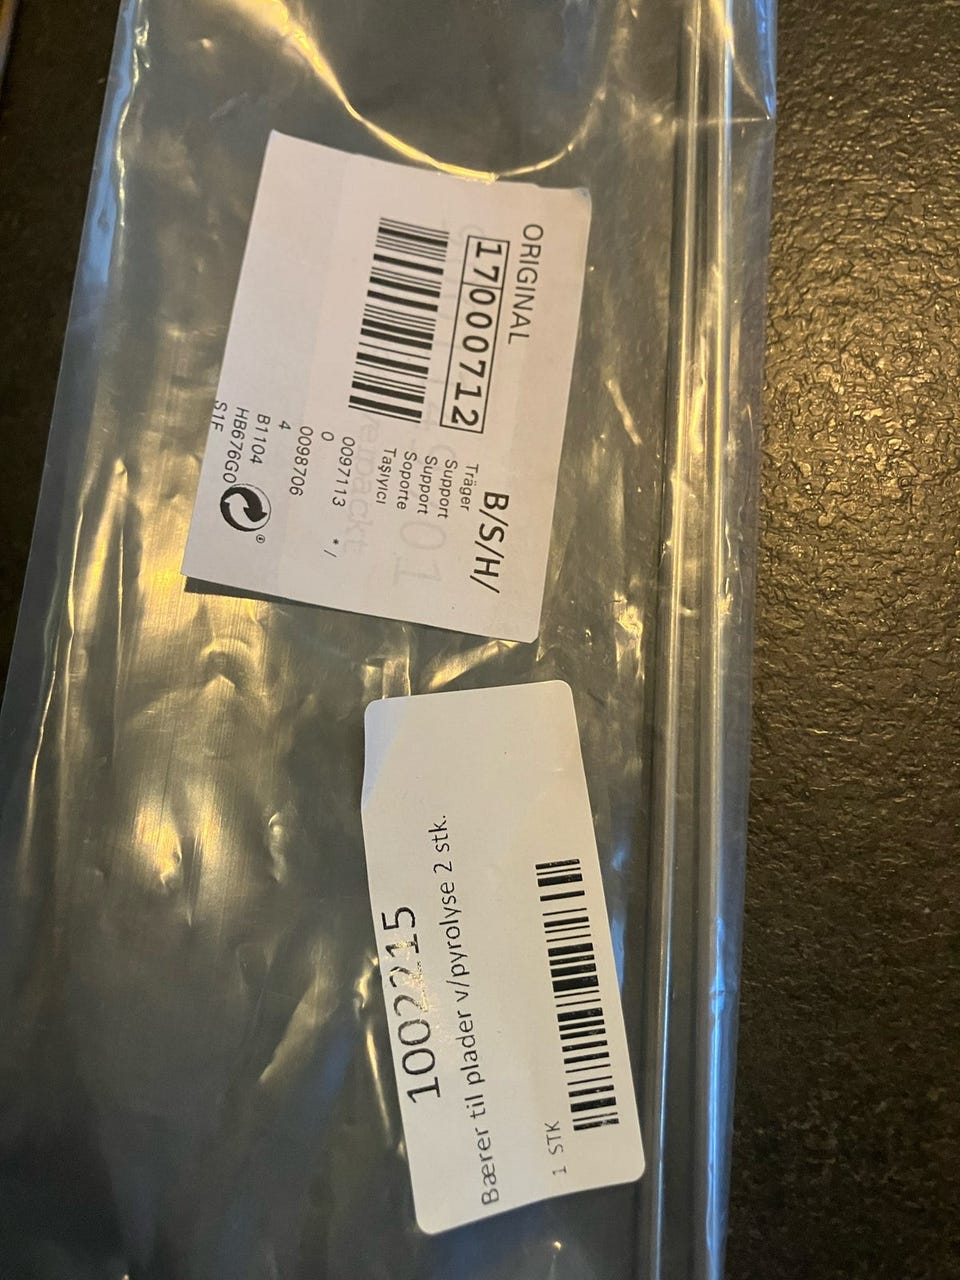 ORIGINAL
17000712
B/S/H/
Träger
Support
Support
Soporte
Taşıyıcı
0097113 */
0
0098706
4
B1104
HB676G0
S1F
®
1002215
Bærer til plader v/pyrolyse 2 stk.
1 STK